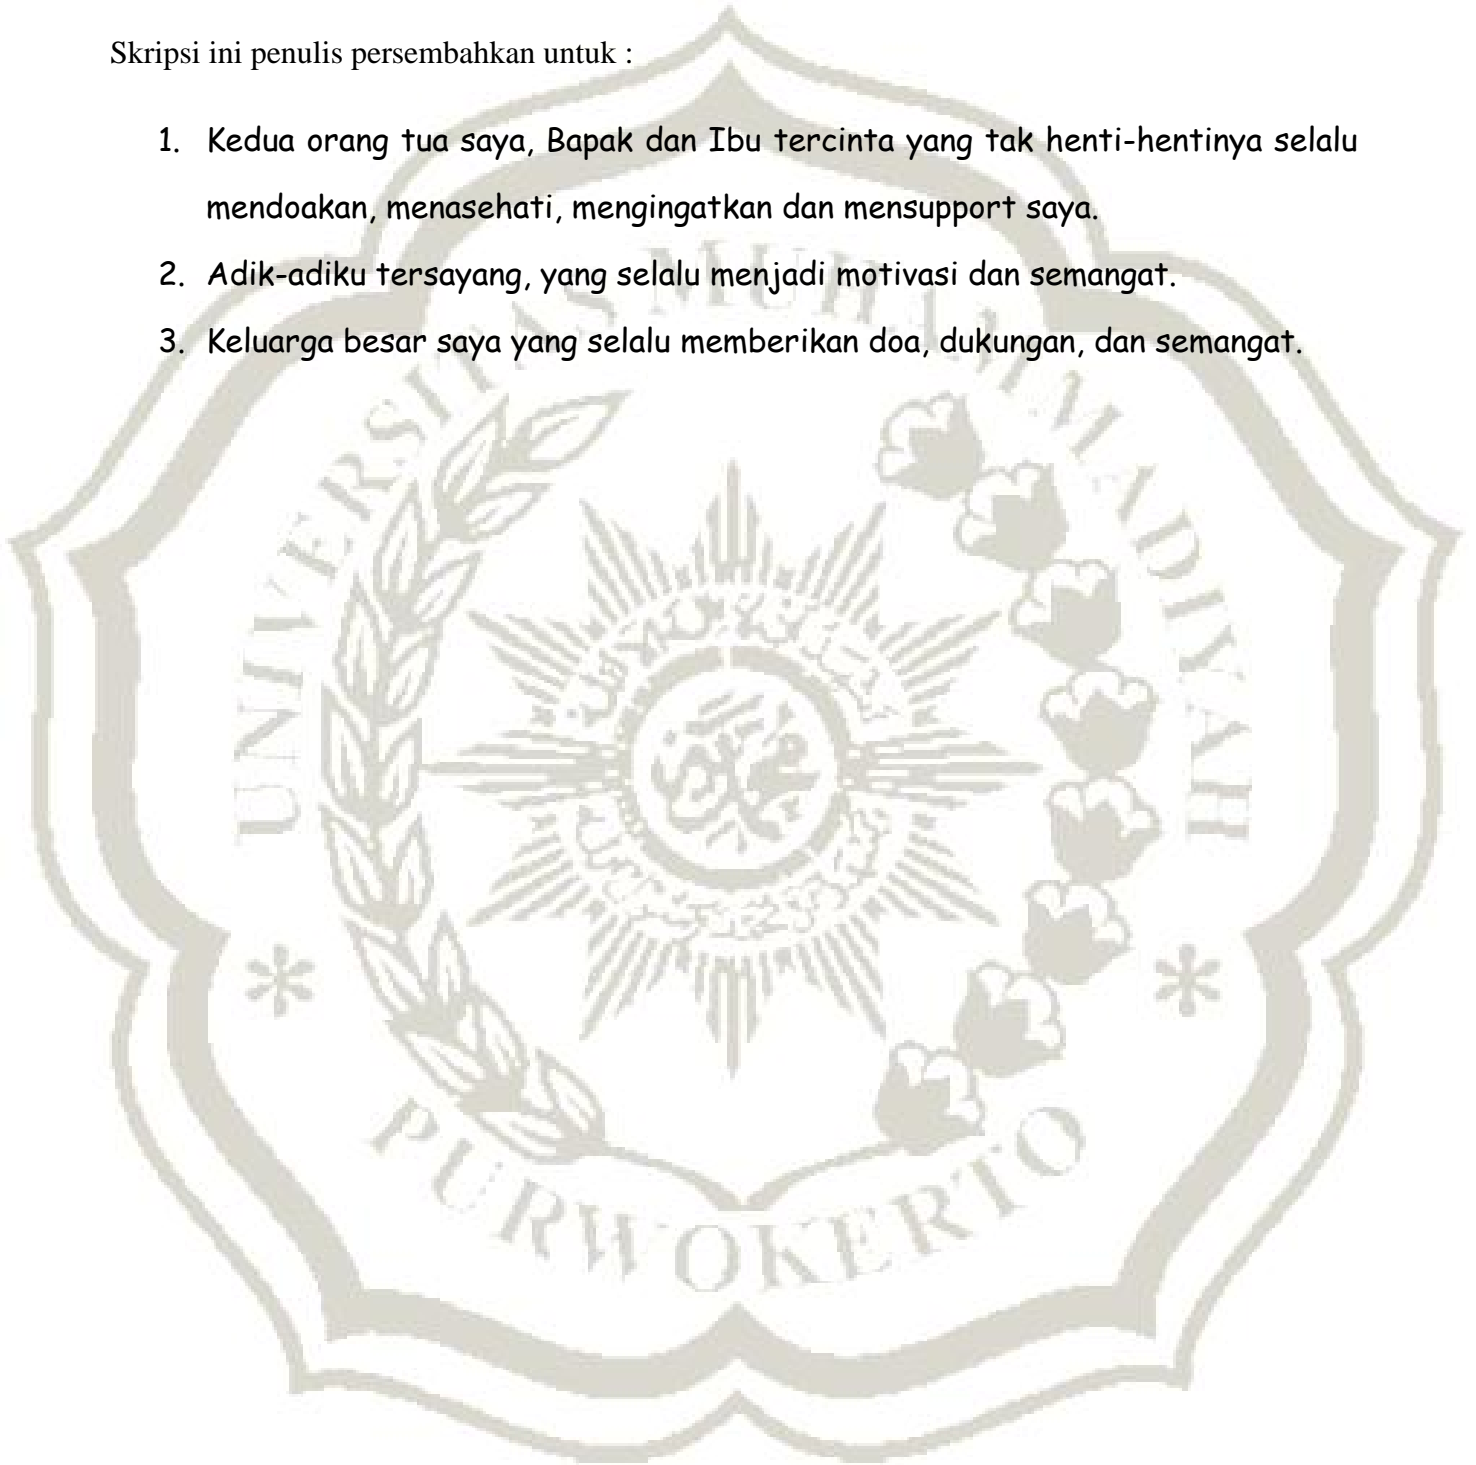 Skripsi ini penulis persembahkan untuk :
1. Kedua orang tua saya, Bapak dan Ibu tercinta yang tak henti-hentinya selalu
mendoakan, menasehati, mengingatkan dan mensupport saya.
2. Adik-adiku tersayang, yang selalu menjadi motivasi dan semangat.
3. Keluarga besar saya yang selalu memberikan doa, dukungan, dan semangat.
UNIVERSITAS MUHAMMADIYAH
PURWOKERTO